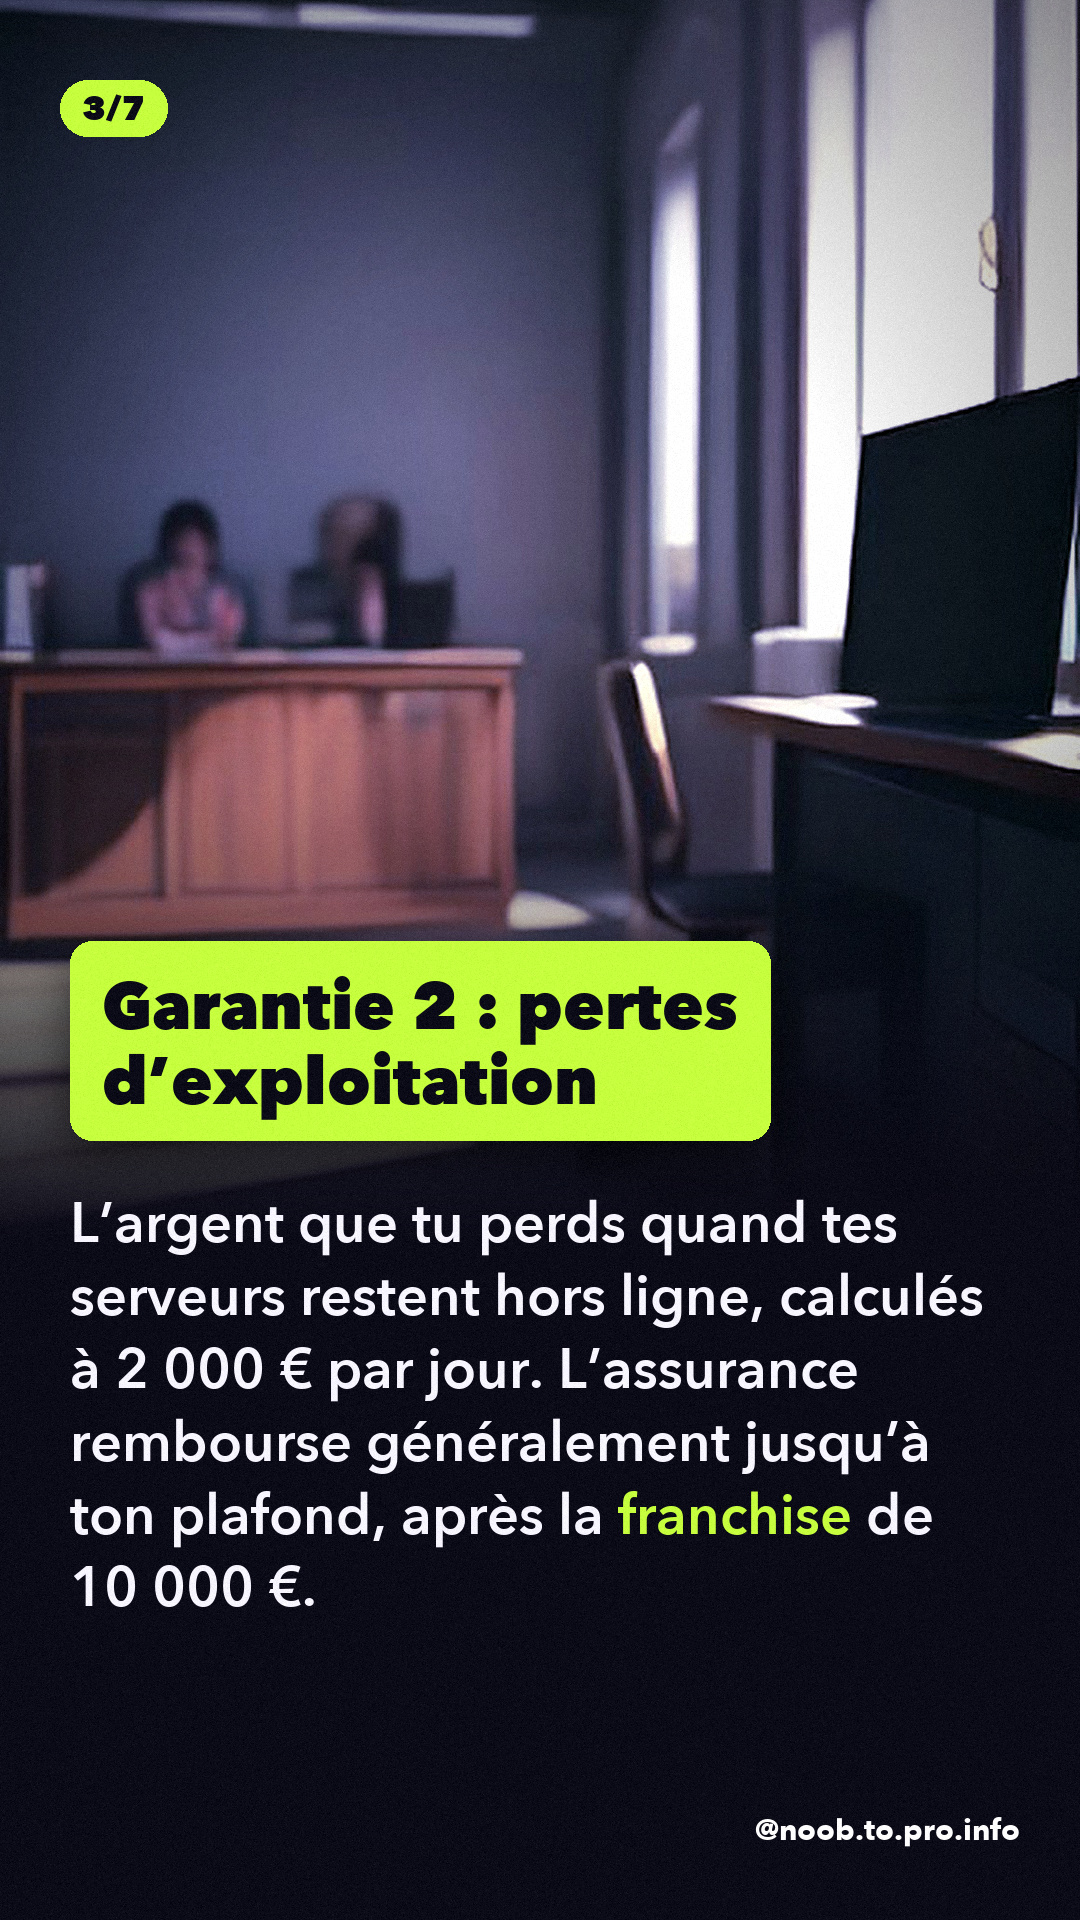 3/7
Garantie 2 : pertes
d’exploitation
L’argent que tu perds quand tes
serveurs restent hors ligne, calculés
à 2 000 € par jour. L’assurance
rembourse généralement jusqu’à
ton plafond, après la franchise de
10 000 €.
@noob.to.pro.info